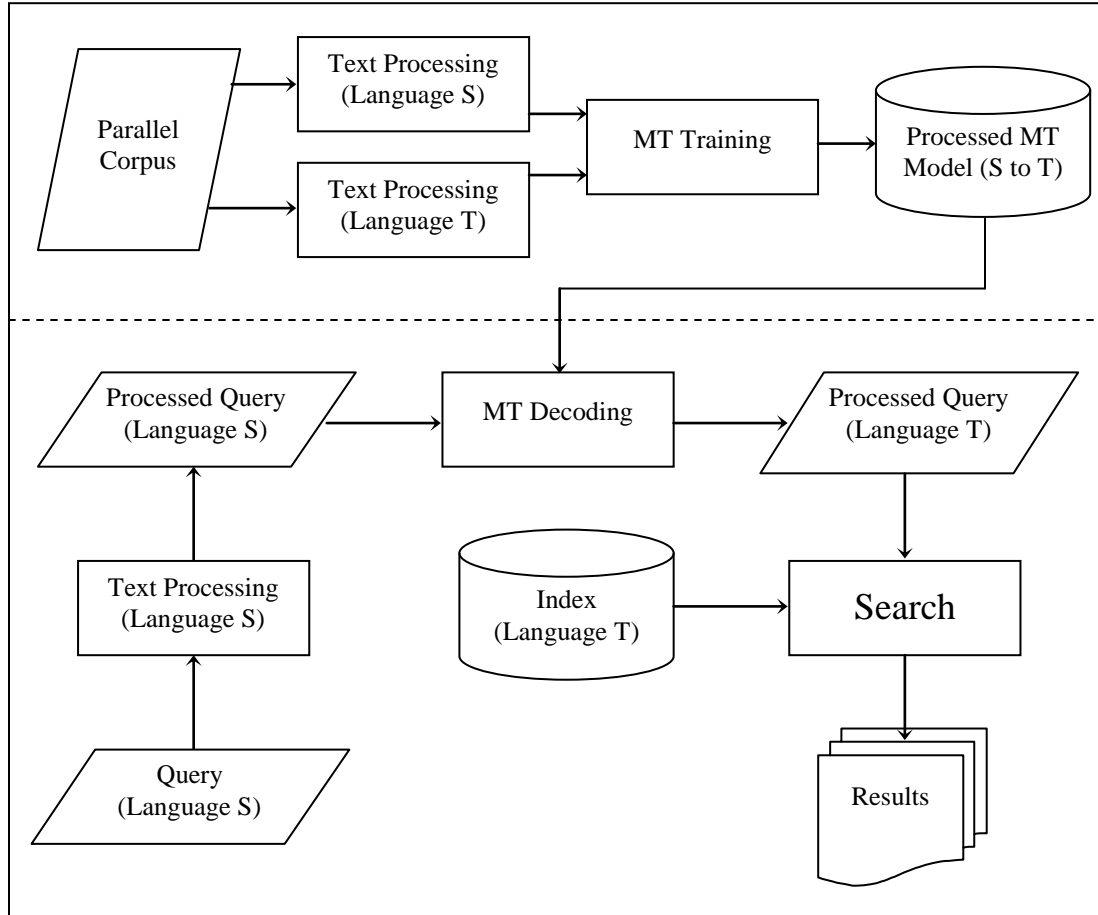 Parallel
Corpus
Text Processing
(Language S)
Text Processing
(Language T)
MT Training
Processed MT
Model (S to T)
Processed Query
(Language S)
MT Decoding
Processed Query
(Language T)
Text Processing
(Language S)
Index
(Language T)
Search
Query
(Language S)
Results